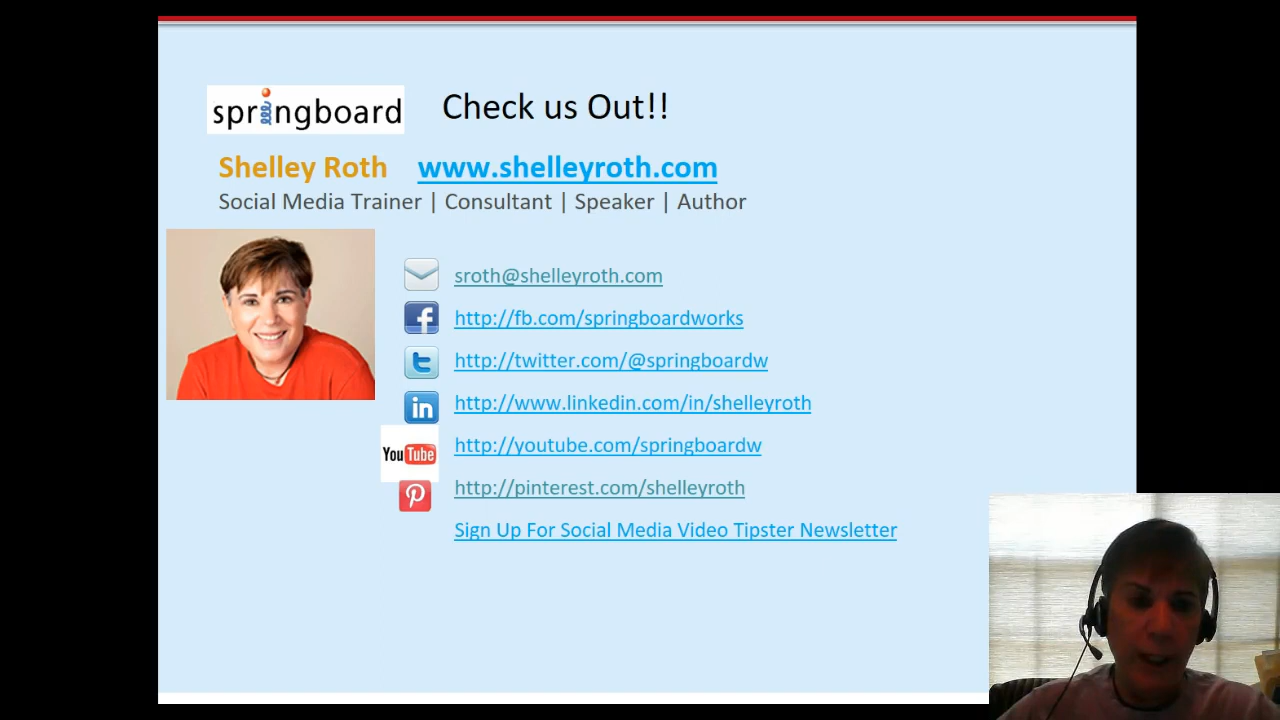 springboard Check us Out!!
Shelley Roth www.shelleyroth.com
Social Media Trainer | Consultant | Speaker | Author
sroth@shelleyroth.com
http://fb.com/springboardworks
http://twitter.com/@springboardw
http://www.linkedin.com/in/shelleyroth
YouTube http://youtube.com/springboardw
http://pinterest.com/shelleyroth
Sign Up For Social Media Video Tipster Newsletter